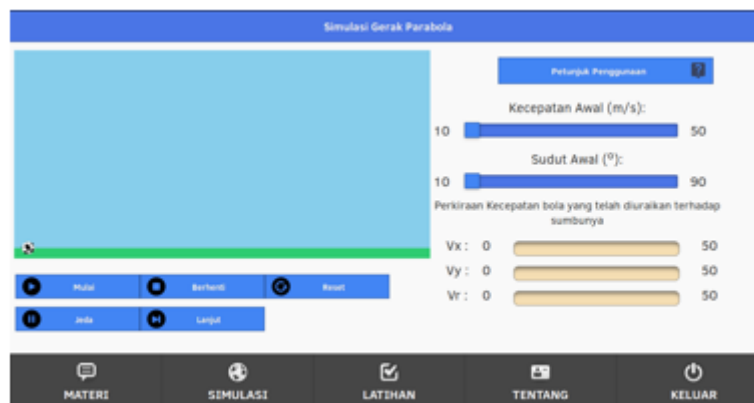 Simulasi Gerak Parabola
Petunjuk Penggunaan
Kecepatan Awal (m/s):
10 50
Sudut Awal (⁰):
10 90
Perkiraan Kecepatan bola yang telah diuraikan terhadap
sumbunya
Vx : 0 50
Vy : 0 50
Vr : 0 50
Mulai Berhenti Reset
Jeda Lanjut
MATERI SIMULASI LATIHAN TENTANG KELUAR